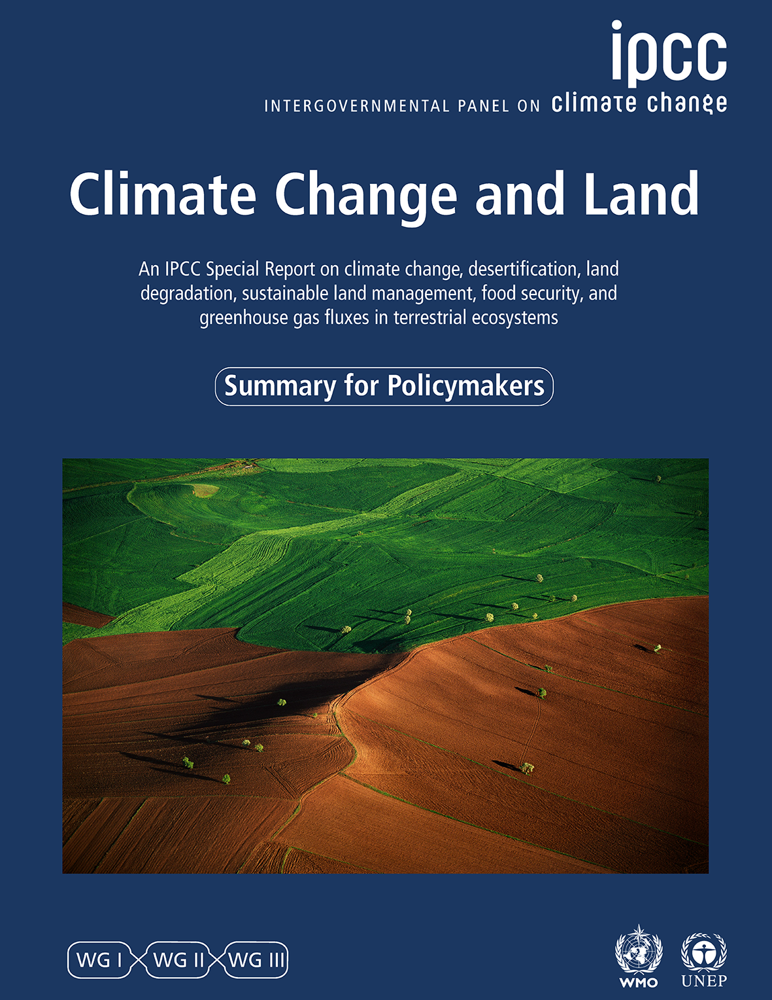 ipcc
INTERGOVERNMENTAL PANEL ON climate change
Climate Change and Land
An IPCC Special Report on climate change, desertification, land
degradation, sustainable land management, food security, and
greenhouse gas fluxes in terrestrial ecosystems
Summary for Policymakers
WG I WG II WG III
WMO UNEP